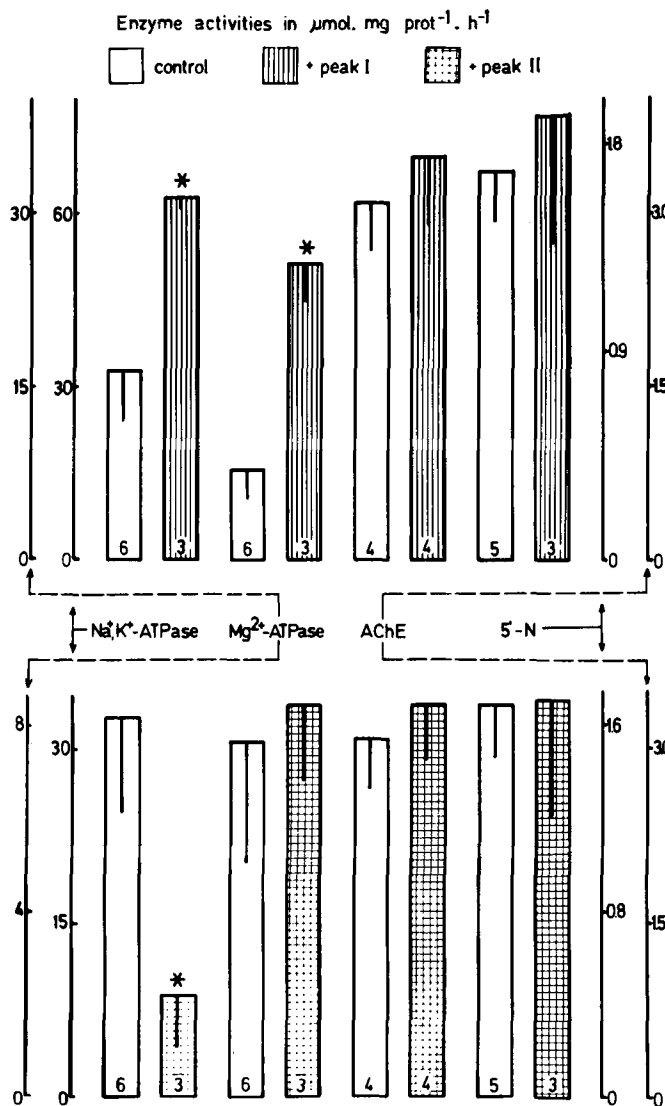 Enzyme activities in µmol. mg prot⁻¹. h⁻¹
control
+ peak I
+ peak II
* *
1.8
30 60 3.0
0.9
15 30 1.5
6 3 6 3 4 4 5 3
0 0 0 0
Na⁺,K⁺-ATPase Mg²⁺-ATPase AChE 5'-N
8 1.6
30 3.0
4 0.8
15 1.5
*
6 3 6 3 4 4 5 3
0 0 0 0